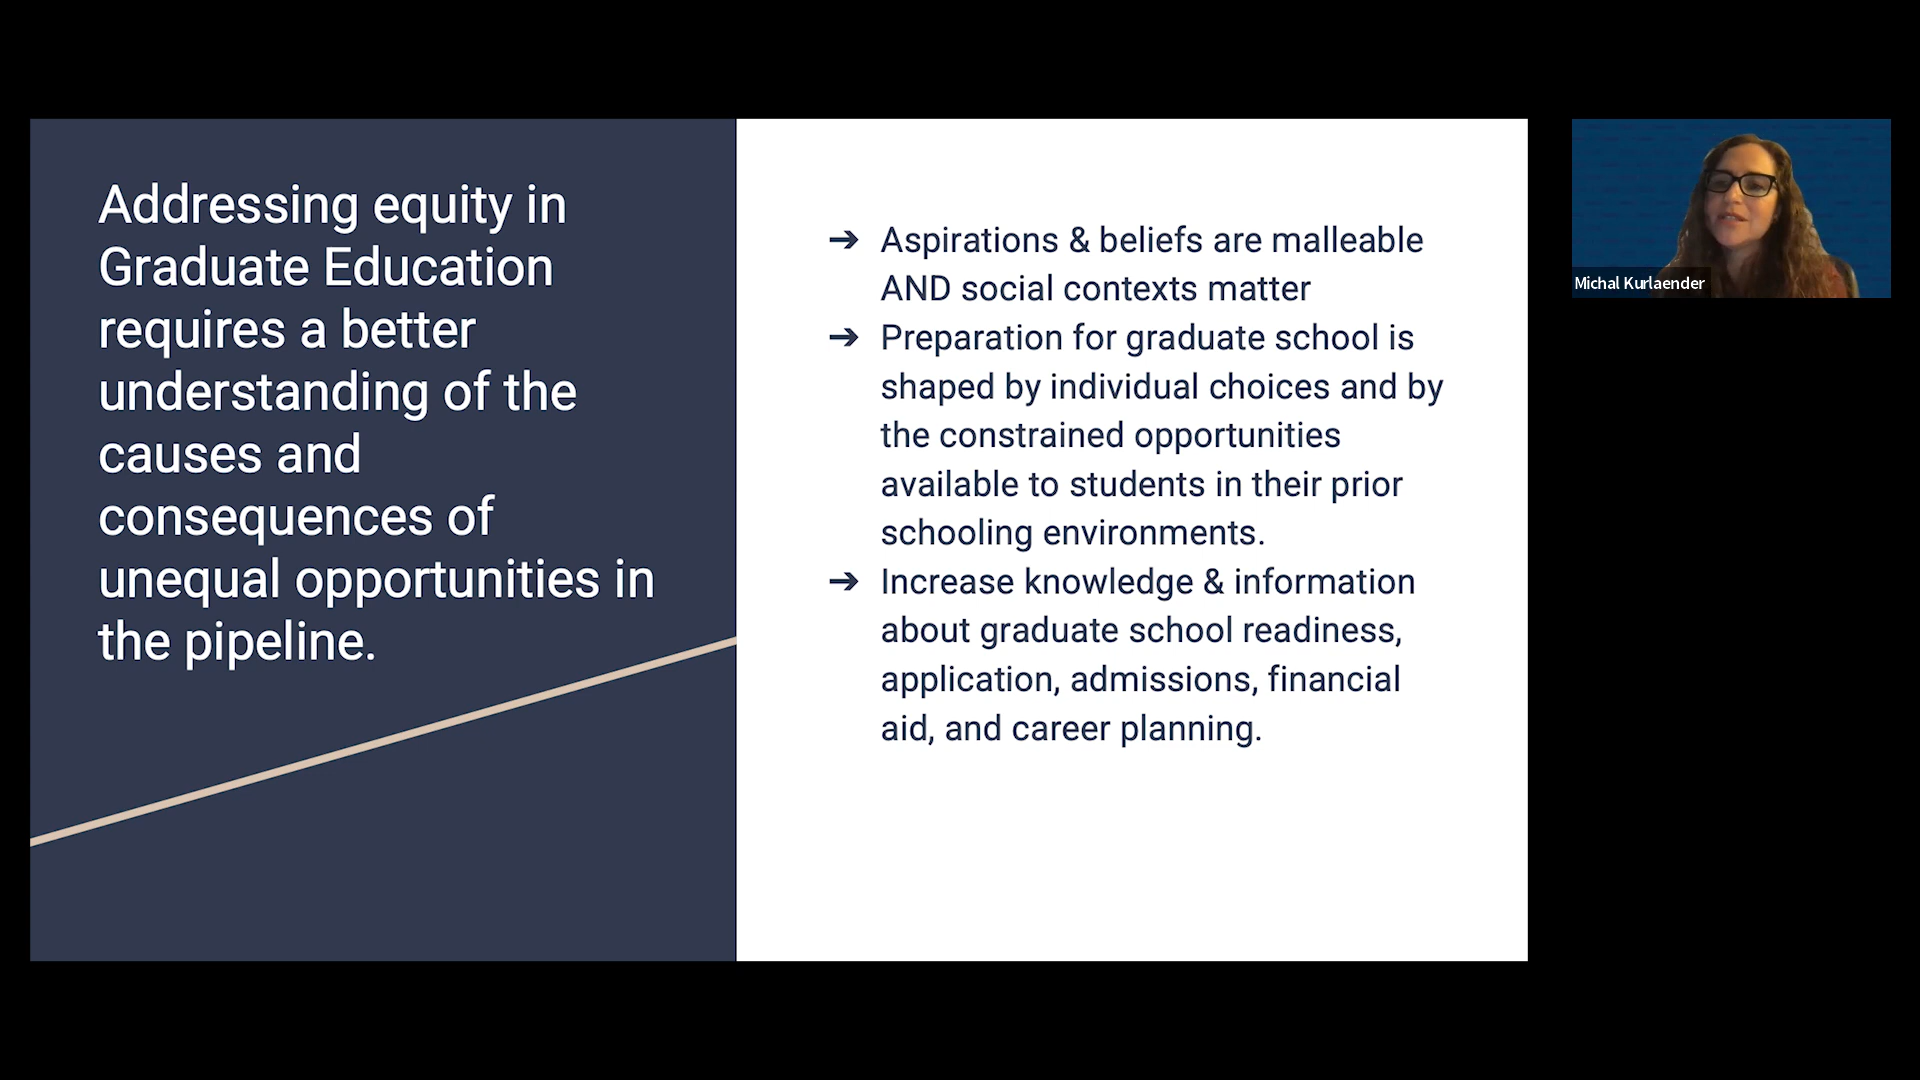 Addressing equity in
Graduate Education
requires a better
understanding of the
causes and
consequences of
unequal opportunities in
the pipeline.
➔ Aspirations & beliefs are malleable
AND social contexts matter
➔ Preparation for graduate school is
shaped by individual choices and by
the constrained opportunities
available to students in their prior
schooling environments.
➔ Increase knowledge & information
about graduate school readiness,
application, admissions, financial
aid, and career planning.
Michal Kurlaender